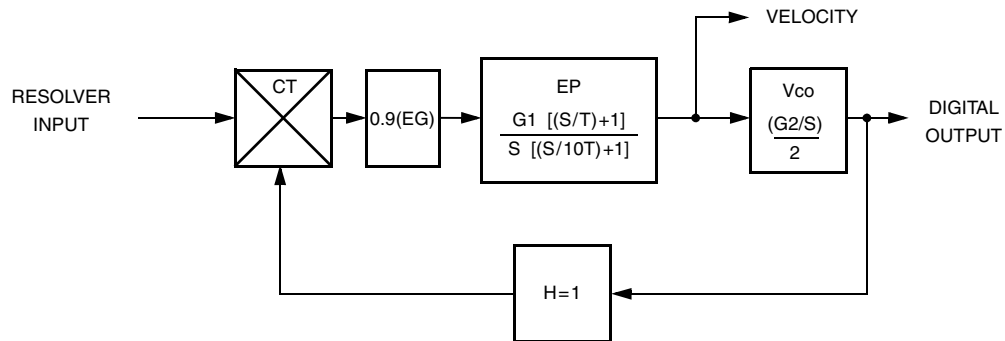 VELOCITY
RESOLVER
INPUT
CT
0.9(EG)
EP
G1 [(S/T)+1]
S [(S/10T)+1]
Vco
(G2/S)
2
DIGITAL
OUTPUT
H=1